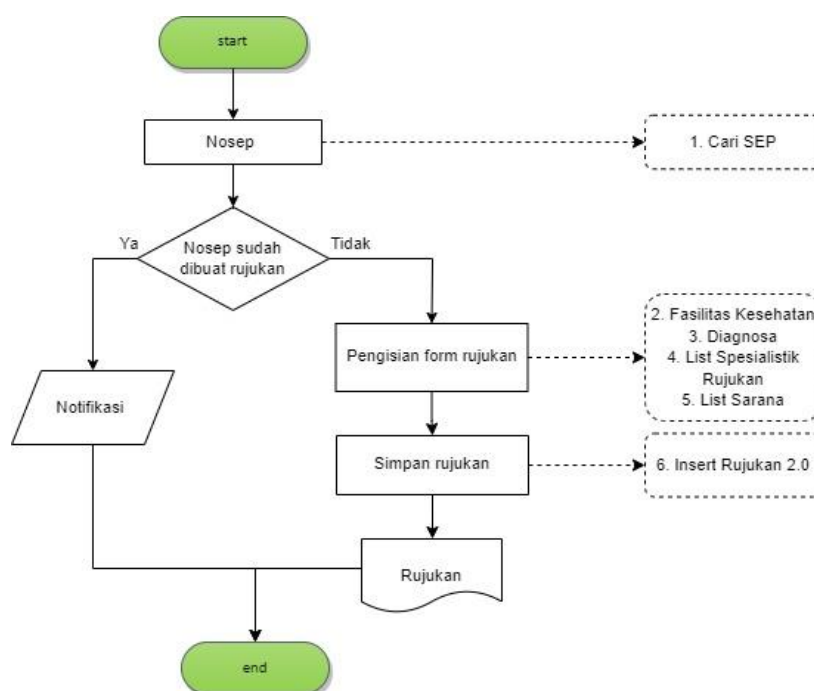 start
Nosep
1. Cari SEP
Ya
Nosep sudah
dibuat rujukan
Tidak
Pengisian form rujukan
2. Fasilitas Kesehatan
3. Diagnosa
4. List Spesialistik
Rujukan
5. List Sarana
Notifikasi
Simpan rujukan
6. Insert Rujukan 2.0
Rujukan
end